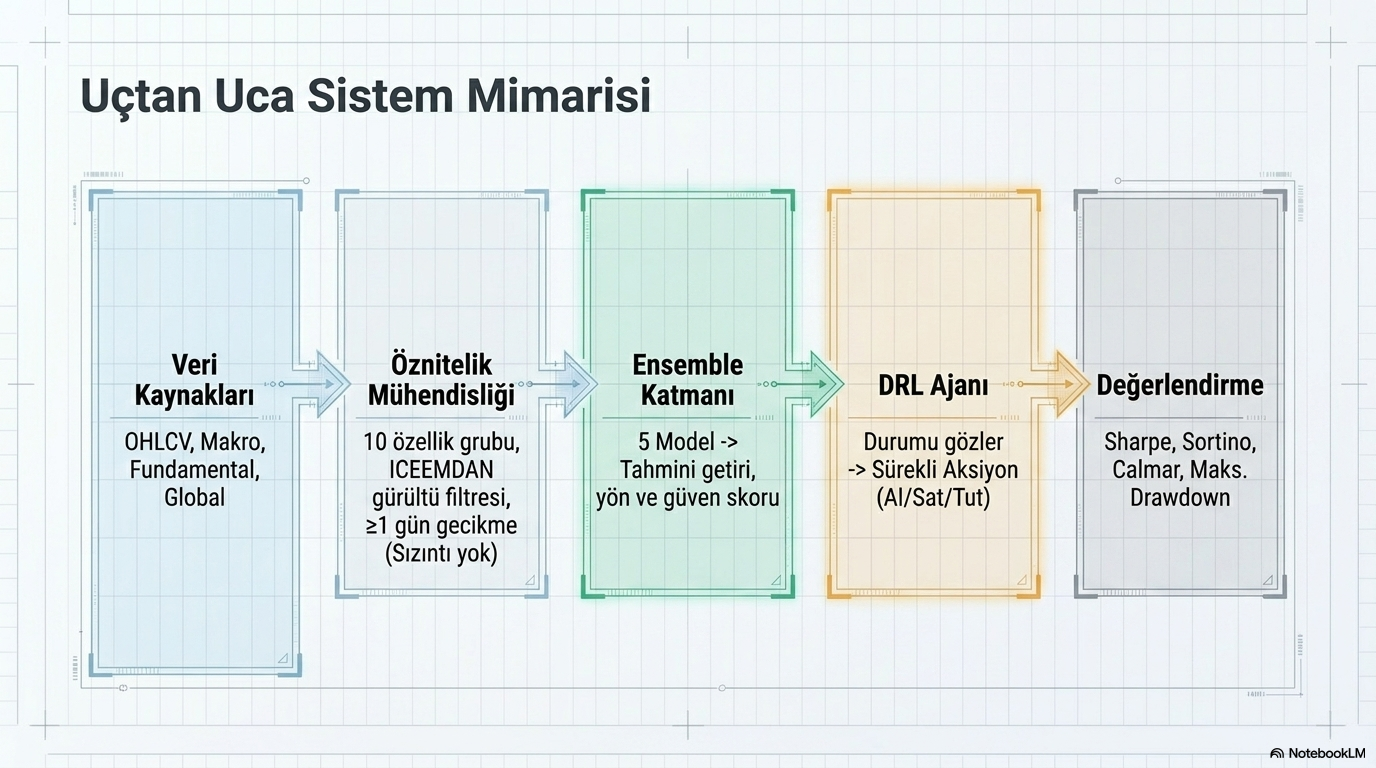 Uçtan Uca Sistem Mimarisi
Veri
Kaynakları
OHLCV, Makro,
Fundamental,
Global
Öznitelik
Mühendisliği
10 özellik grubu,
ICEEMDAN
gürültü filtresi,
≥1 gün gecikme
(Sızıntı yok)
Ensemble
Katmanı
5 Model ->
Tahmini getiri,
yön ve güven skoru
DRL Ajanı
Durumu gözler
-> Sürekli Aksiyon
(Al/Sat/Tut)
Değerlendirme
Sharpe, Sortino,
Calmar, Maks.
Drawdown
NotebookLM